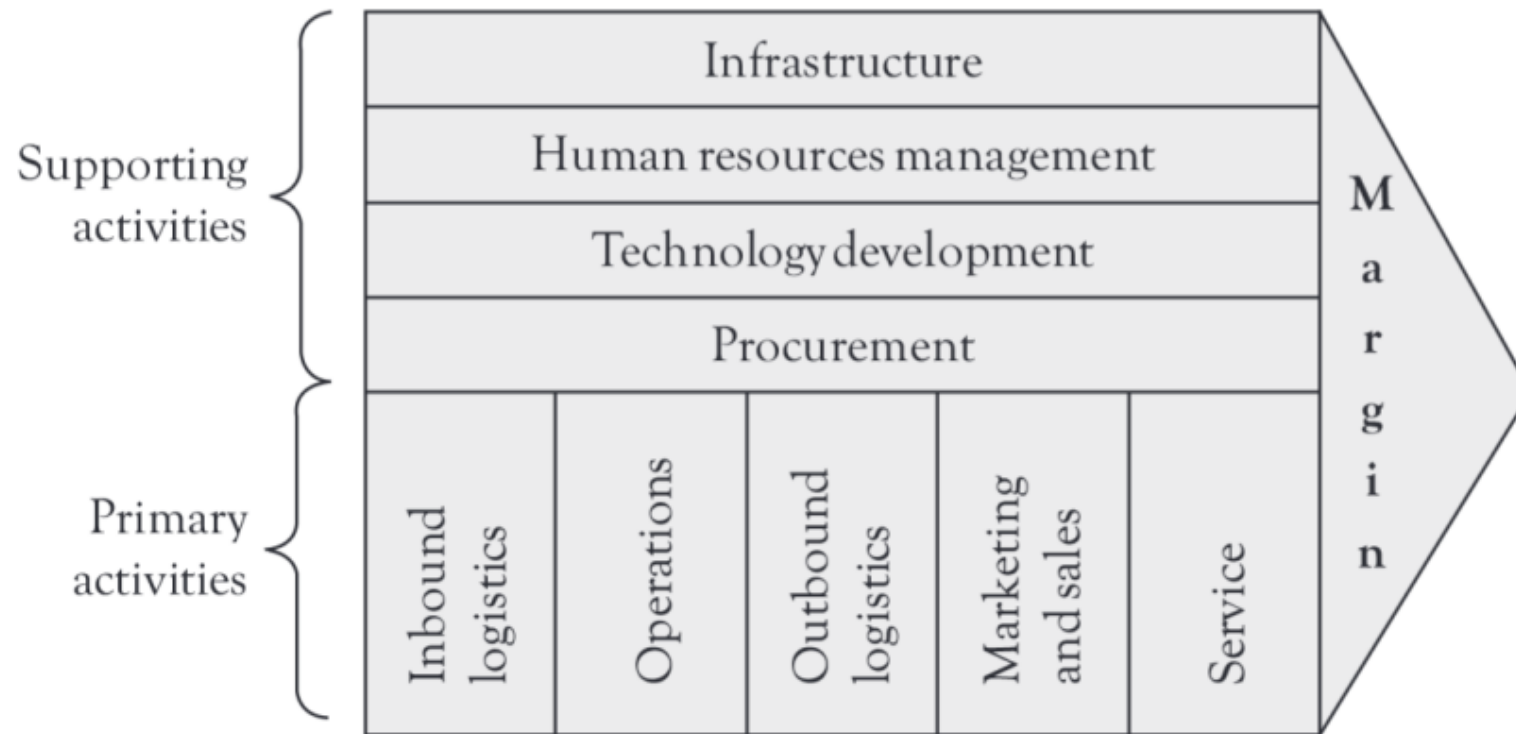 Supporting
activities
Infrastructure
Human resources management
Technology development
Procurement
Primary
activities
Inbound
logistics
Operations
Outbound
logistics
Marketing
and sales
Service
Margin